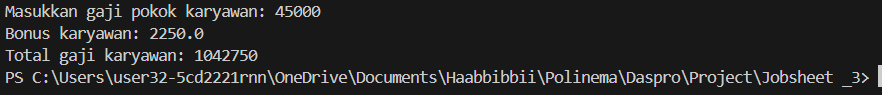 Masukkan gaji pokok karyawan: 45000
Bonus karyawan: 2250.0
Total gaji karyawan: 1042750
PS C:\Users\user32-5cd2221rnn\OneDrive\Documents\Haabbibbii\Polinema\Daspro\Project\Jobsheet _3>